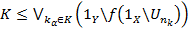 K ≤ ⋁_{k_α∈K} (1_Y \ f(1_X \ U_{n_k}))